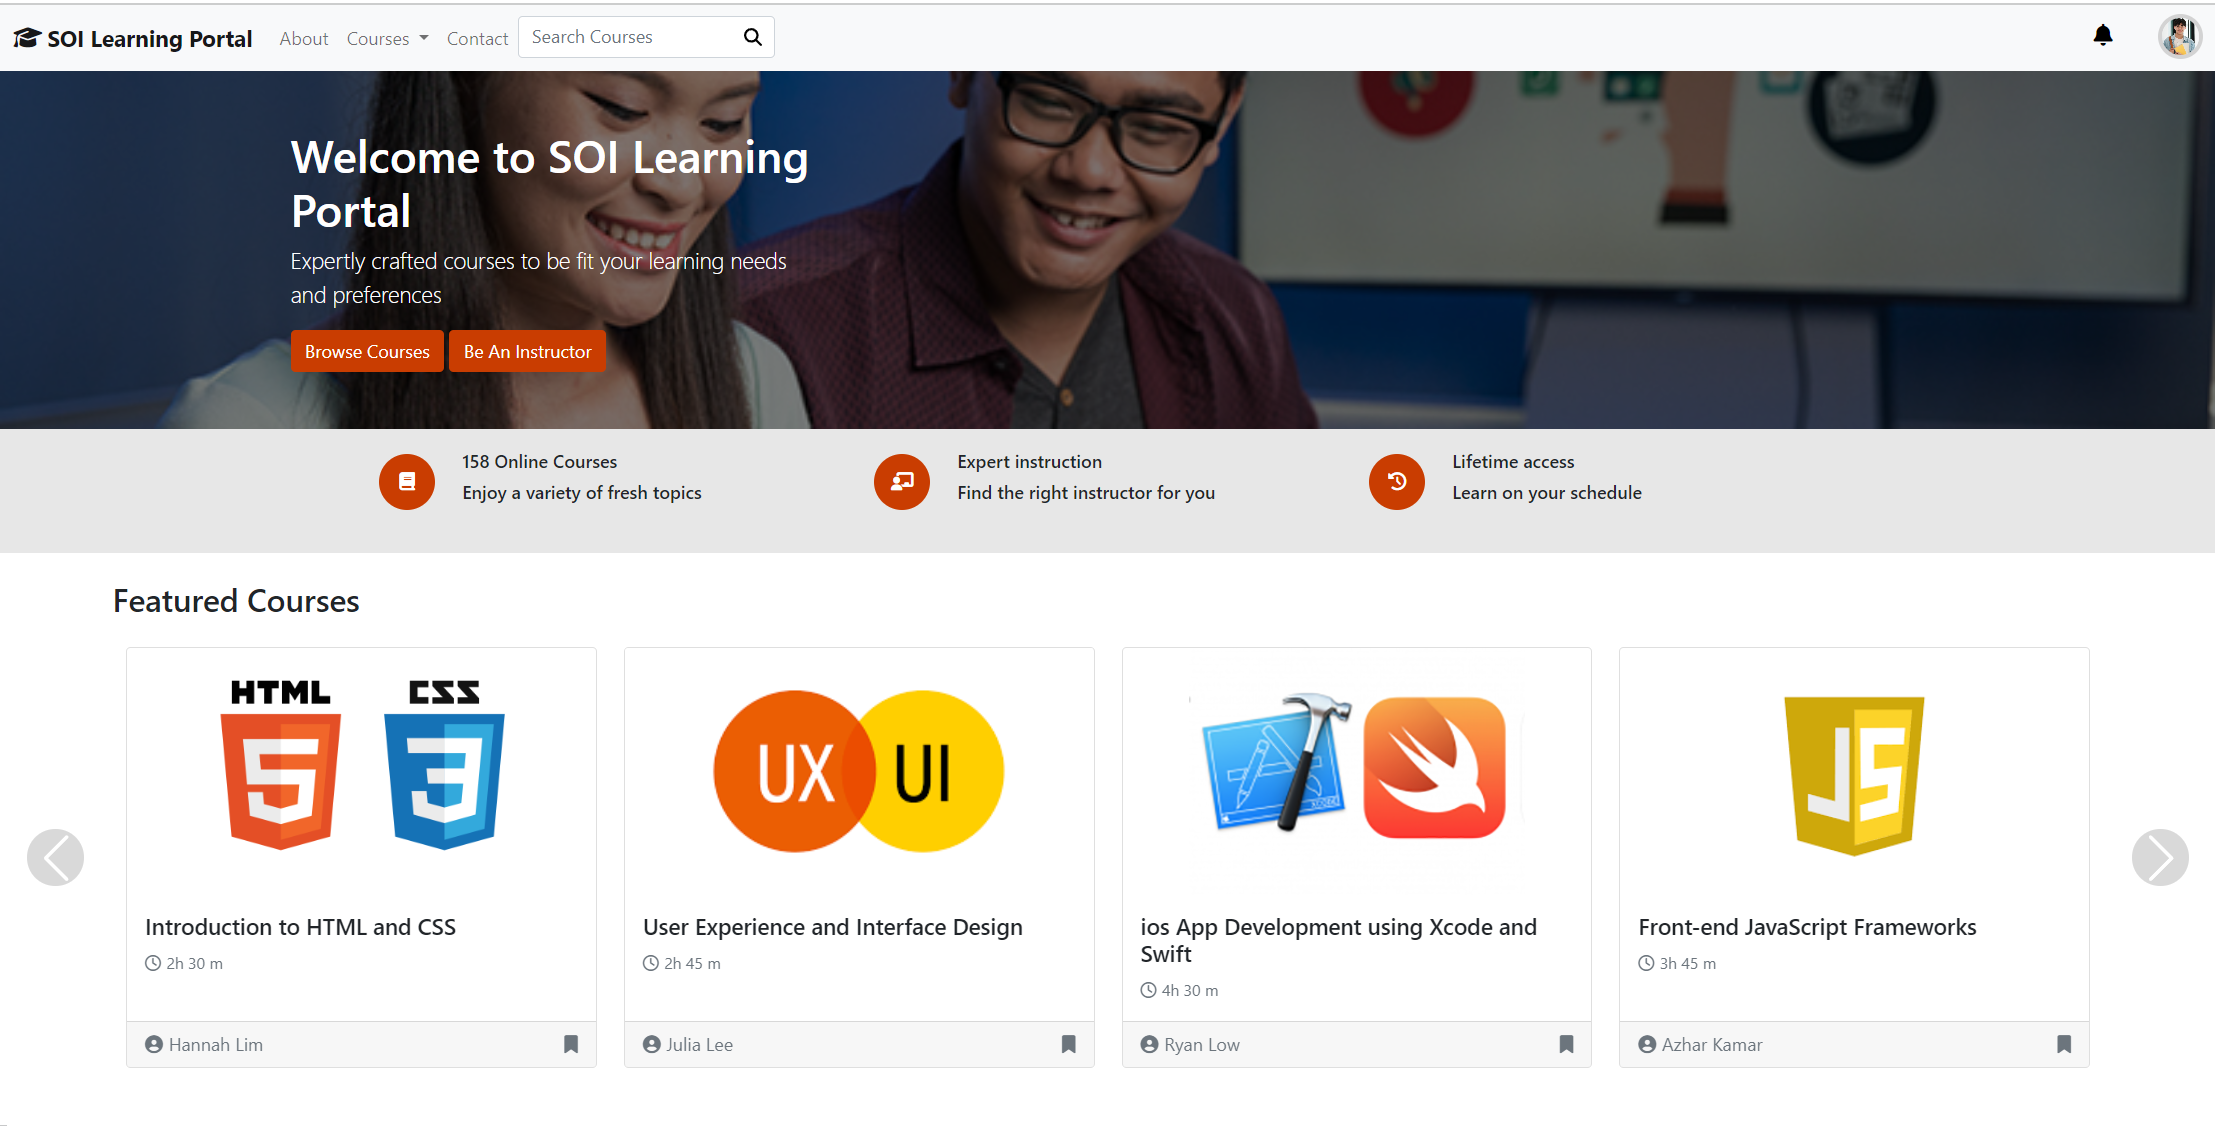 SOI Learning Portal
About
Courses
Contact
Search Courses
Welcome to SOI Learning
Portal
Expertly crafted courses to be fit your learning needs
and preferences
Browse Courses
Be An Instructor
158 Online Courses
Enjoy a variety of fresh topics
Expert instruction
Find the right instructor for you
Lifetime access
Learn on your schedule
Featured Courses
HTML
5
CSS
3
Introduction to HTML and CSS
2h 30 m
Hannah Lim
UX
UI
User Experience and Interface Design
2h 45 m
Julia Lee
XCODE
ios App Development using Xcode and
Swift
4h 30 m
Ryan Low
JS
Front-end JavaScript Frameworks
3h 45 m
Azhar Kamar